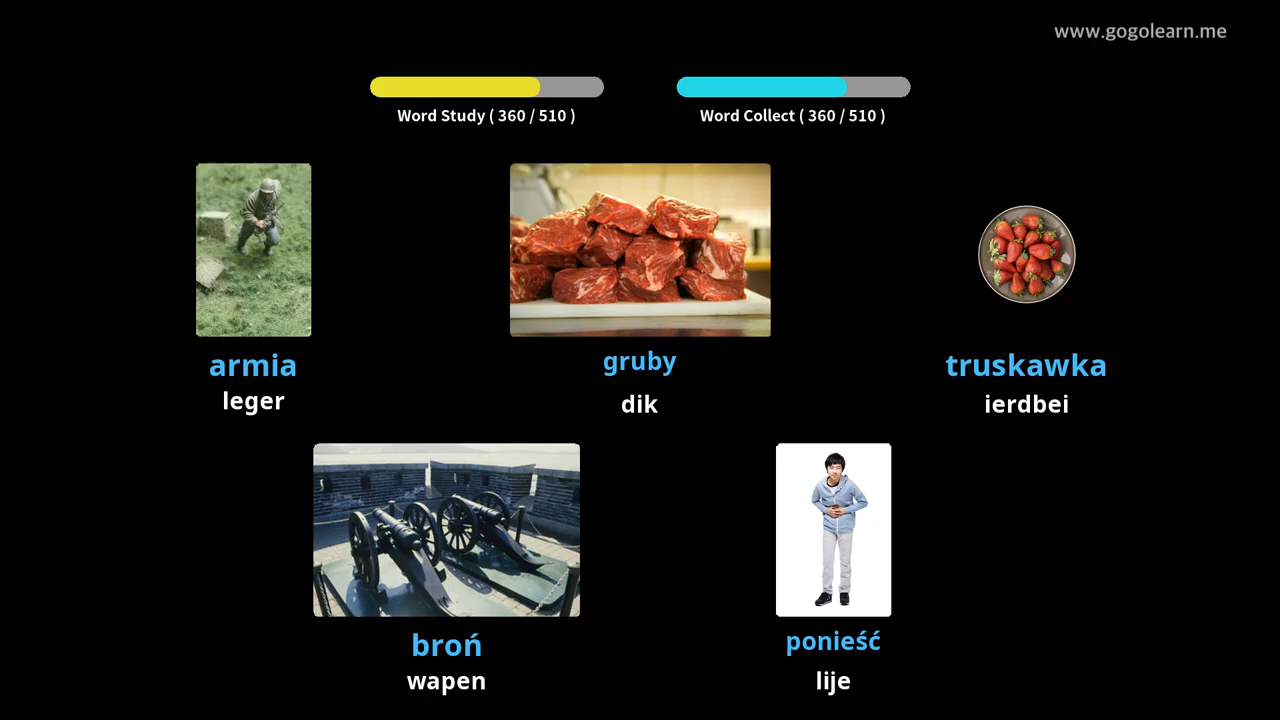 www.gogolearn.me
Word Study ( 360 / 510 )
Word Collect ( 360 / 510 )
armia
leger
gruby
dik
truskawka
ierdbei
broń
wapen
ponieść
lije